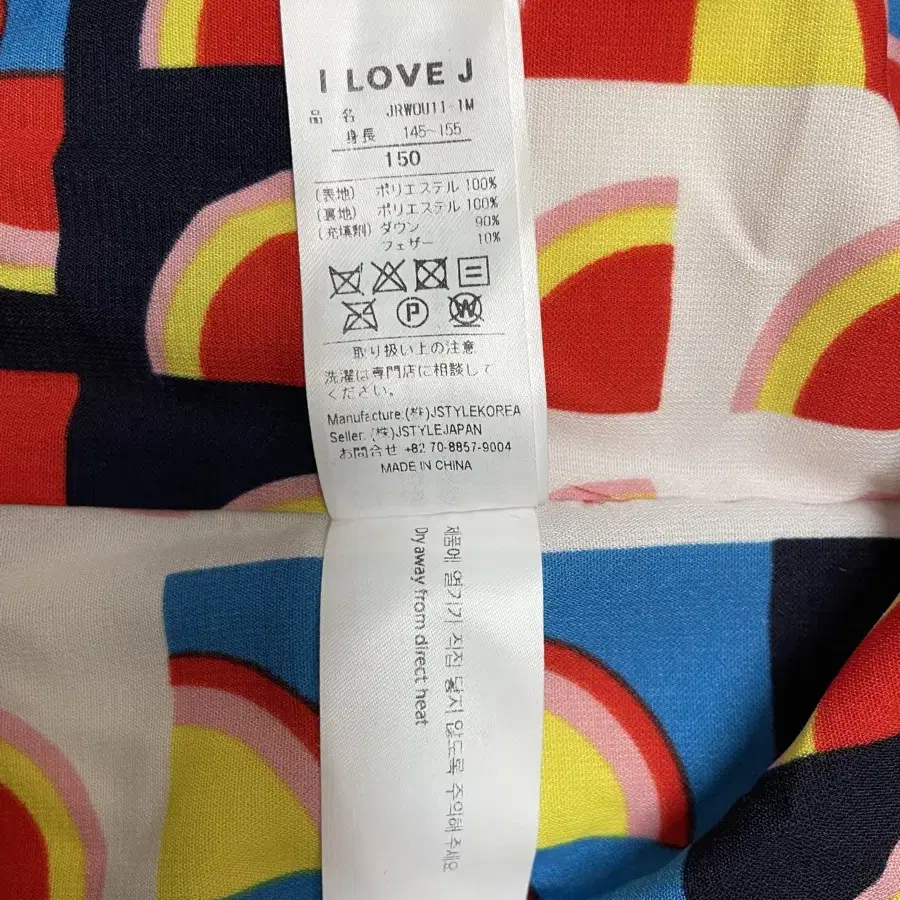 I LOVE J
品 名 JRWOU11-1M
身長 145~155
150
(表地) ポリエステル 100%
(裏地) ポリエステル 100%
(充填剤) ダウン 90%
フェザー 10%
P W
取り扱い上の注意
洗濯は専門店に相談して
ください。
Manufacture.(株)JSTYLEKOREA
Seller. (株)JSTYLEJAPAN
お問合せ +82 70-8857-9004
MADE IN CHINA
제품에 열기가 직접 닿지 않도록 주의해 주세요
Dry away from direct heat